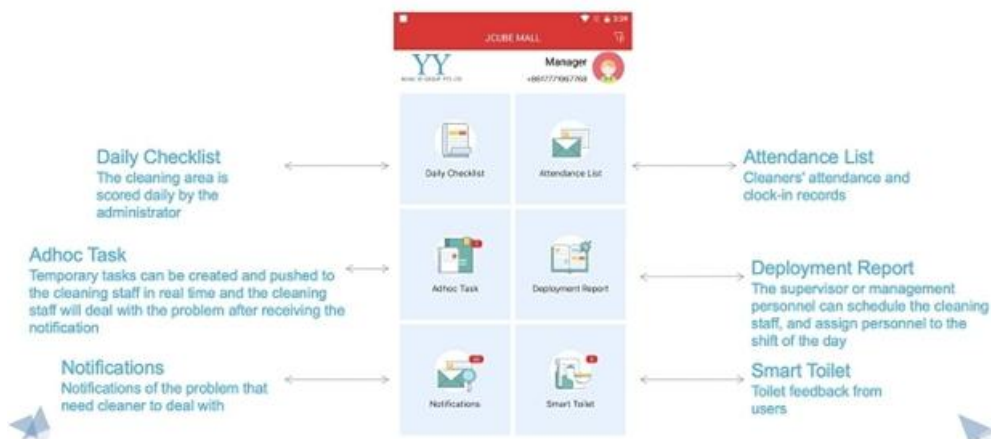 3:39
JCUBE MALL
YY
Manager
Daily Checklist
The cleaning area is
scored daily by the
administrator
Daily Checklist
Attendance List
Attendance List
Cleaners' attendance and
clock-in records
Adhoc Task
Temporary tasks can be created and pushed to
the cleaning staff in real time and the cleaning
staff will deal with the problem after receiving the
notification
Adhoc Task
Deployment Report
Deployment Report
The supervisor or management
personnel can schedule the cleaning
staff, and assign personnel to the
shift of the day
Notifications
Notifications of the problem that
need cleaner to deal with
Notifications
Smart Toilet
Smart Toilet
Toilet feedback from
users